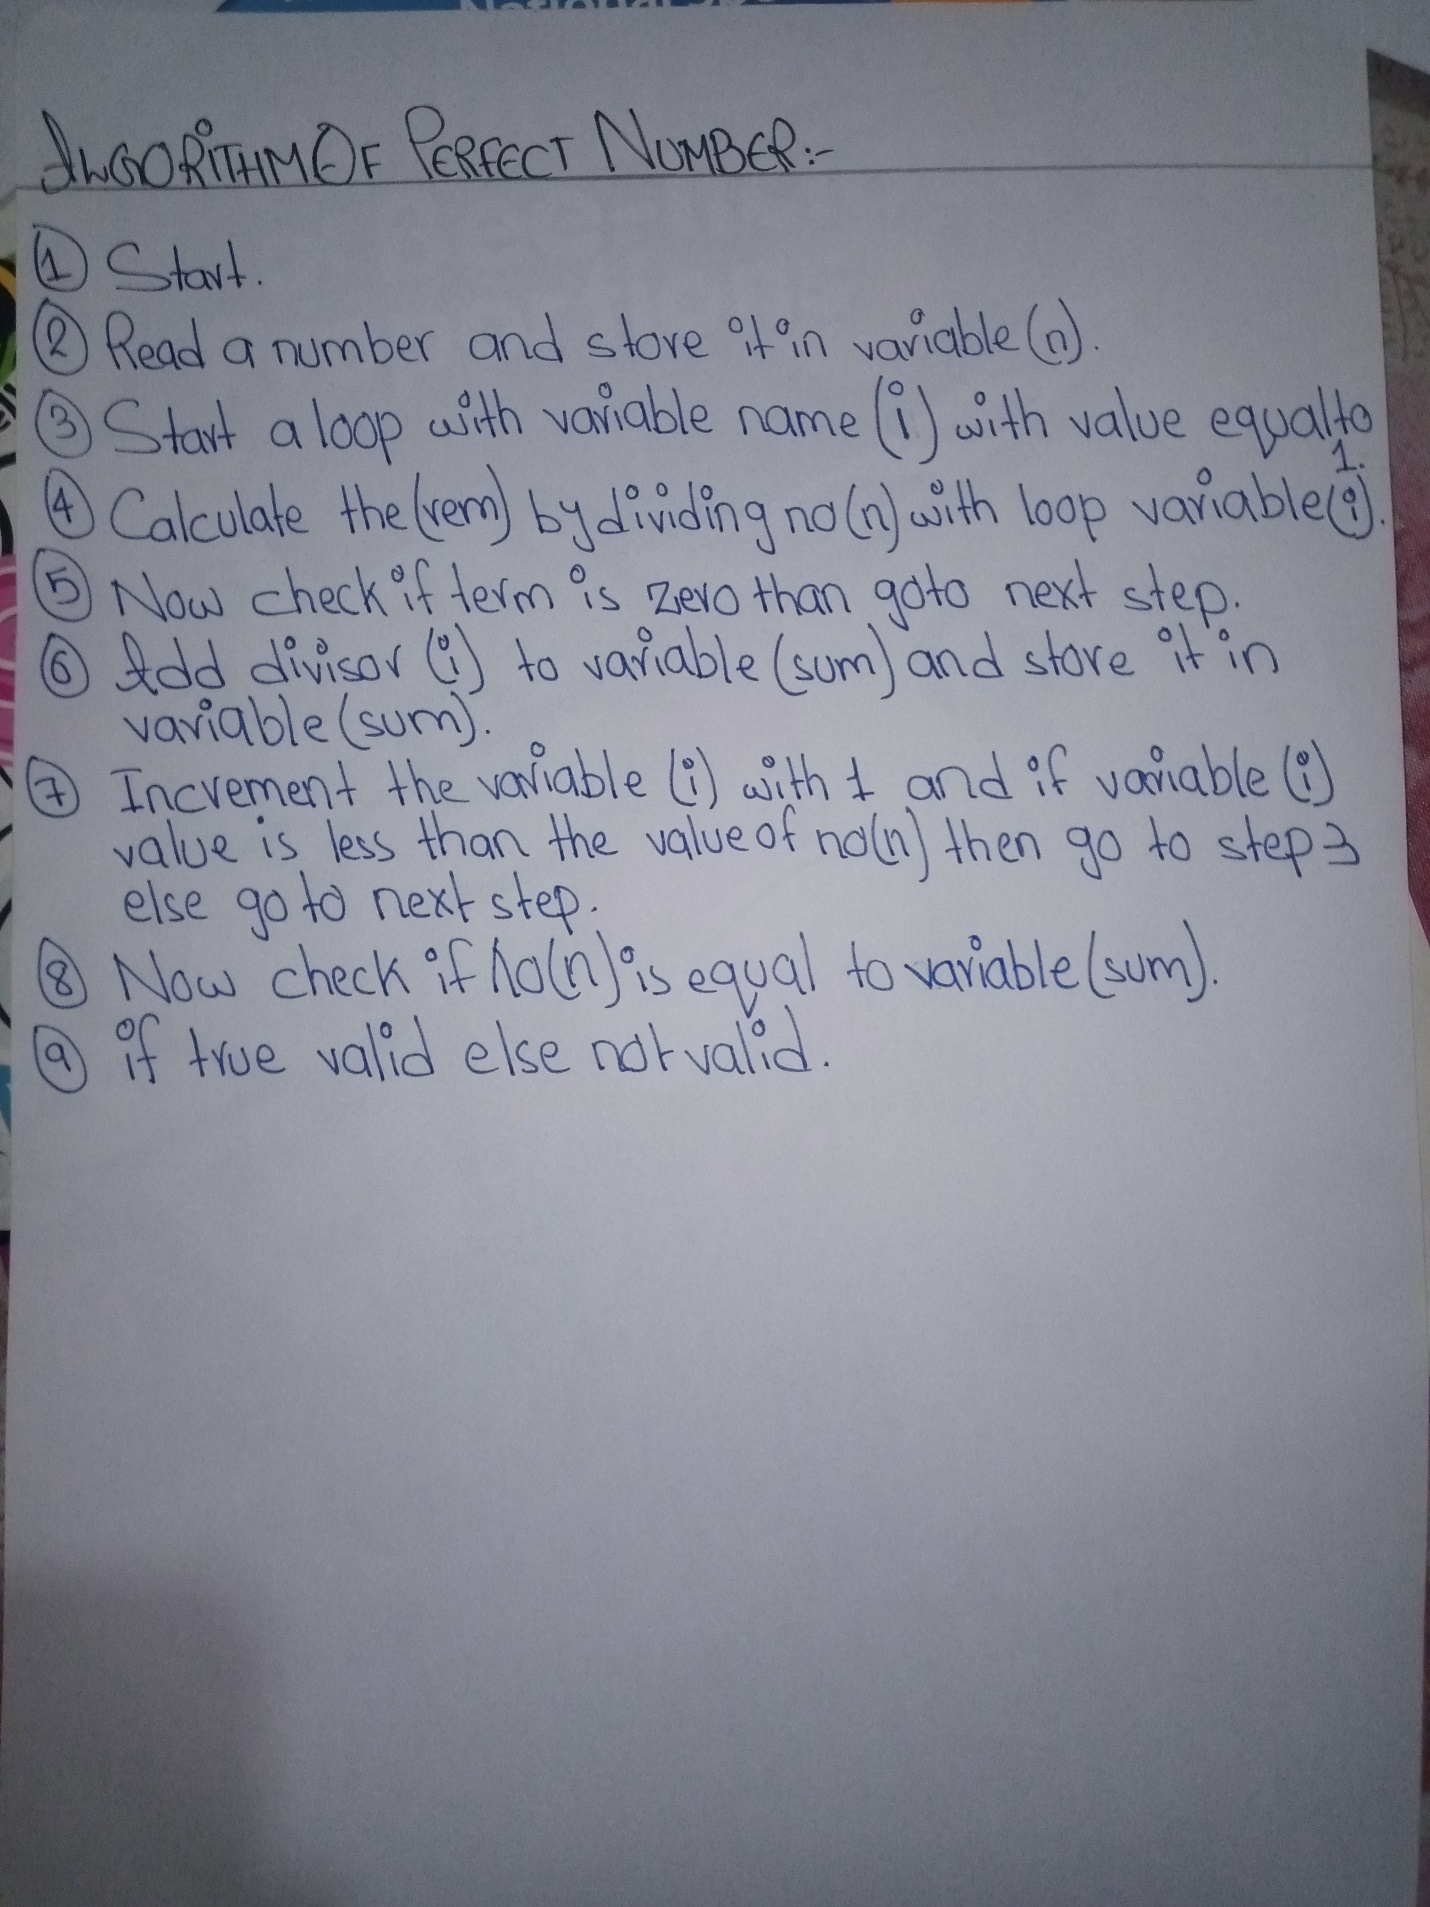 ALGORITHM OF PERFECT NUMBER:-
① Start.
② Read a number and store it in variable (n).
③ Start a loop with variable name (i) with value equal to
1.
④ Calculate the (rem) by dividing no(n) with loop variable (i).
⑤ Now check if term is zero than goto next step.
⑥ Add divisor (i) to variable (sum) and store it in
variable (sum).
⑦ Increment the variable (i) with 1 and if variable (i)
value is less than the value of no(n) then go to step 3
else go to next step.
⑧ Now check if no(n) is equal to variable (sum).
⑨ if true valid else not valid.